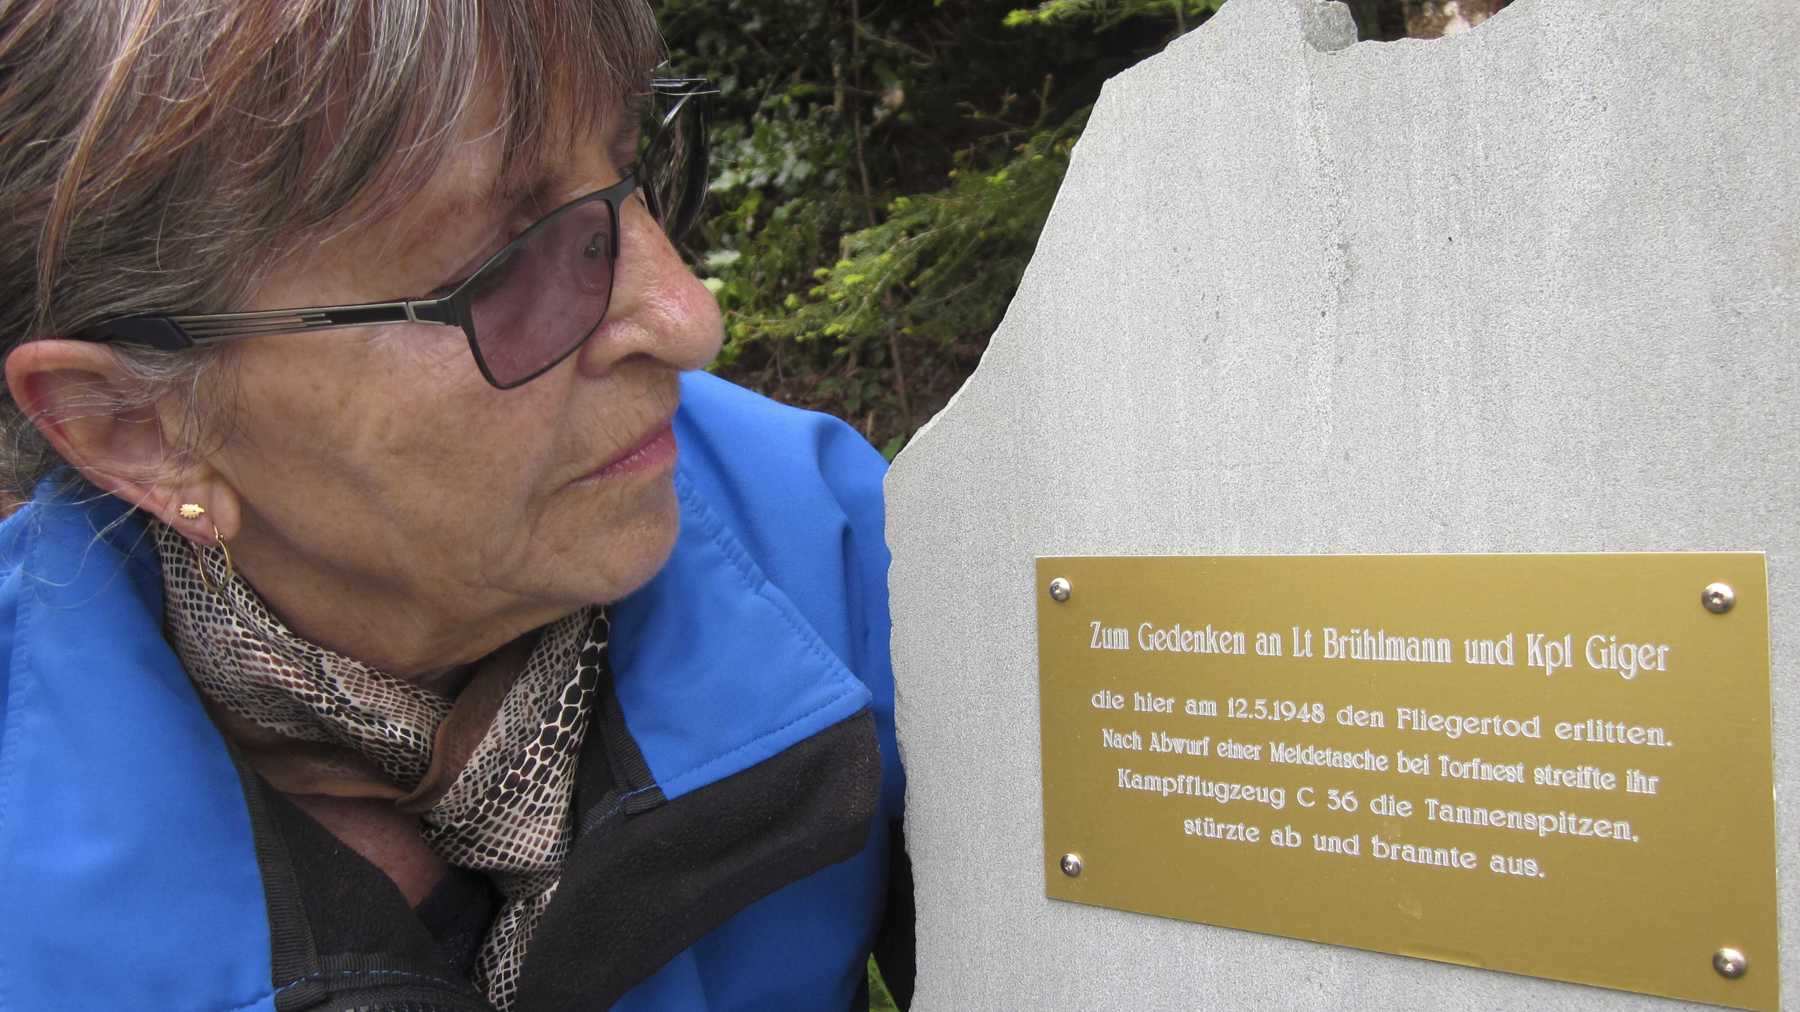 Zum Gedenken an Lt Brühlmann und Kpl Giger
die hier am 12.5.1948 den Fliegertod erlitten.
Nach Abwurf einer Meldetasche bei Torfnest streifte ihr
Kampfflugzeug C 36 die Tannenspitzen.
stürzte ab und brannte aus.